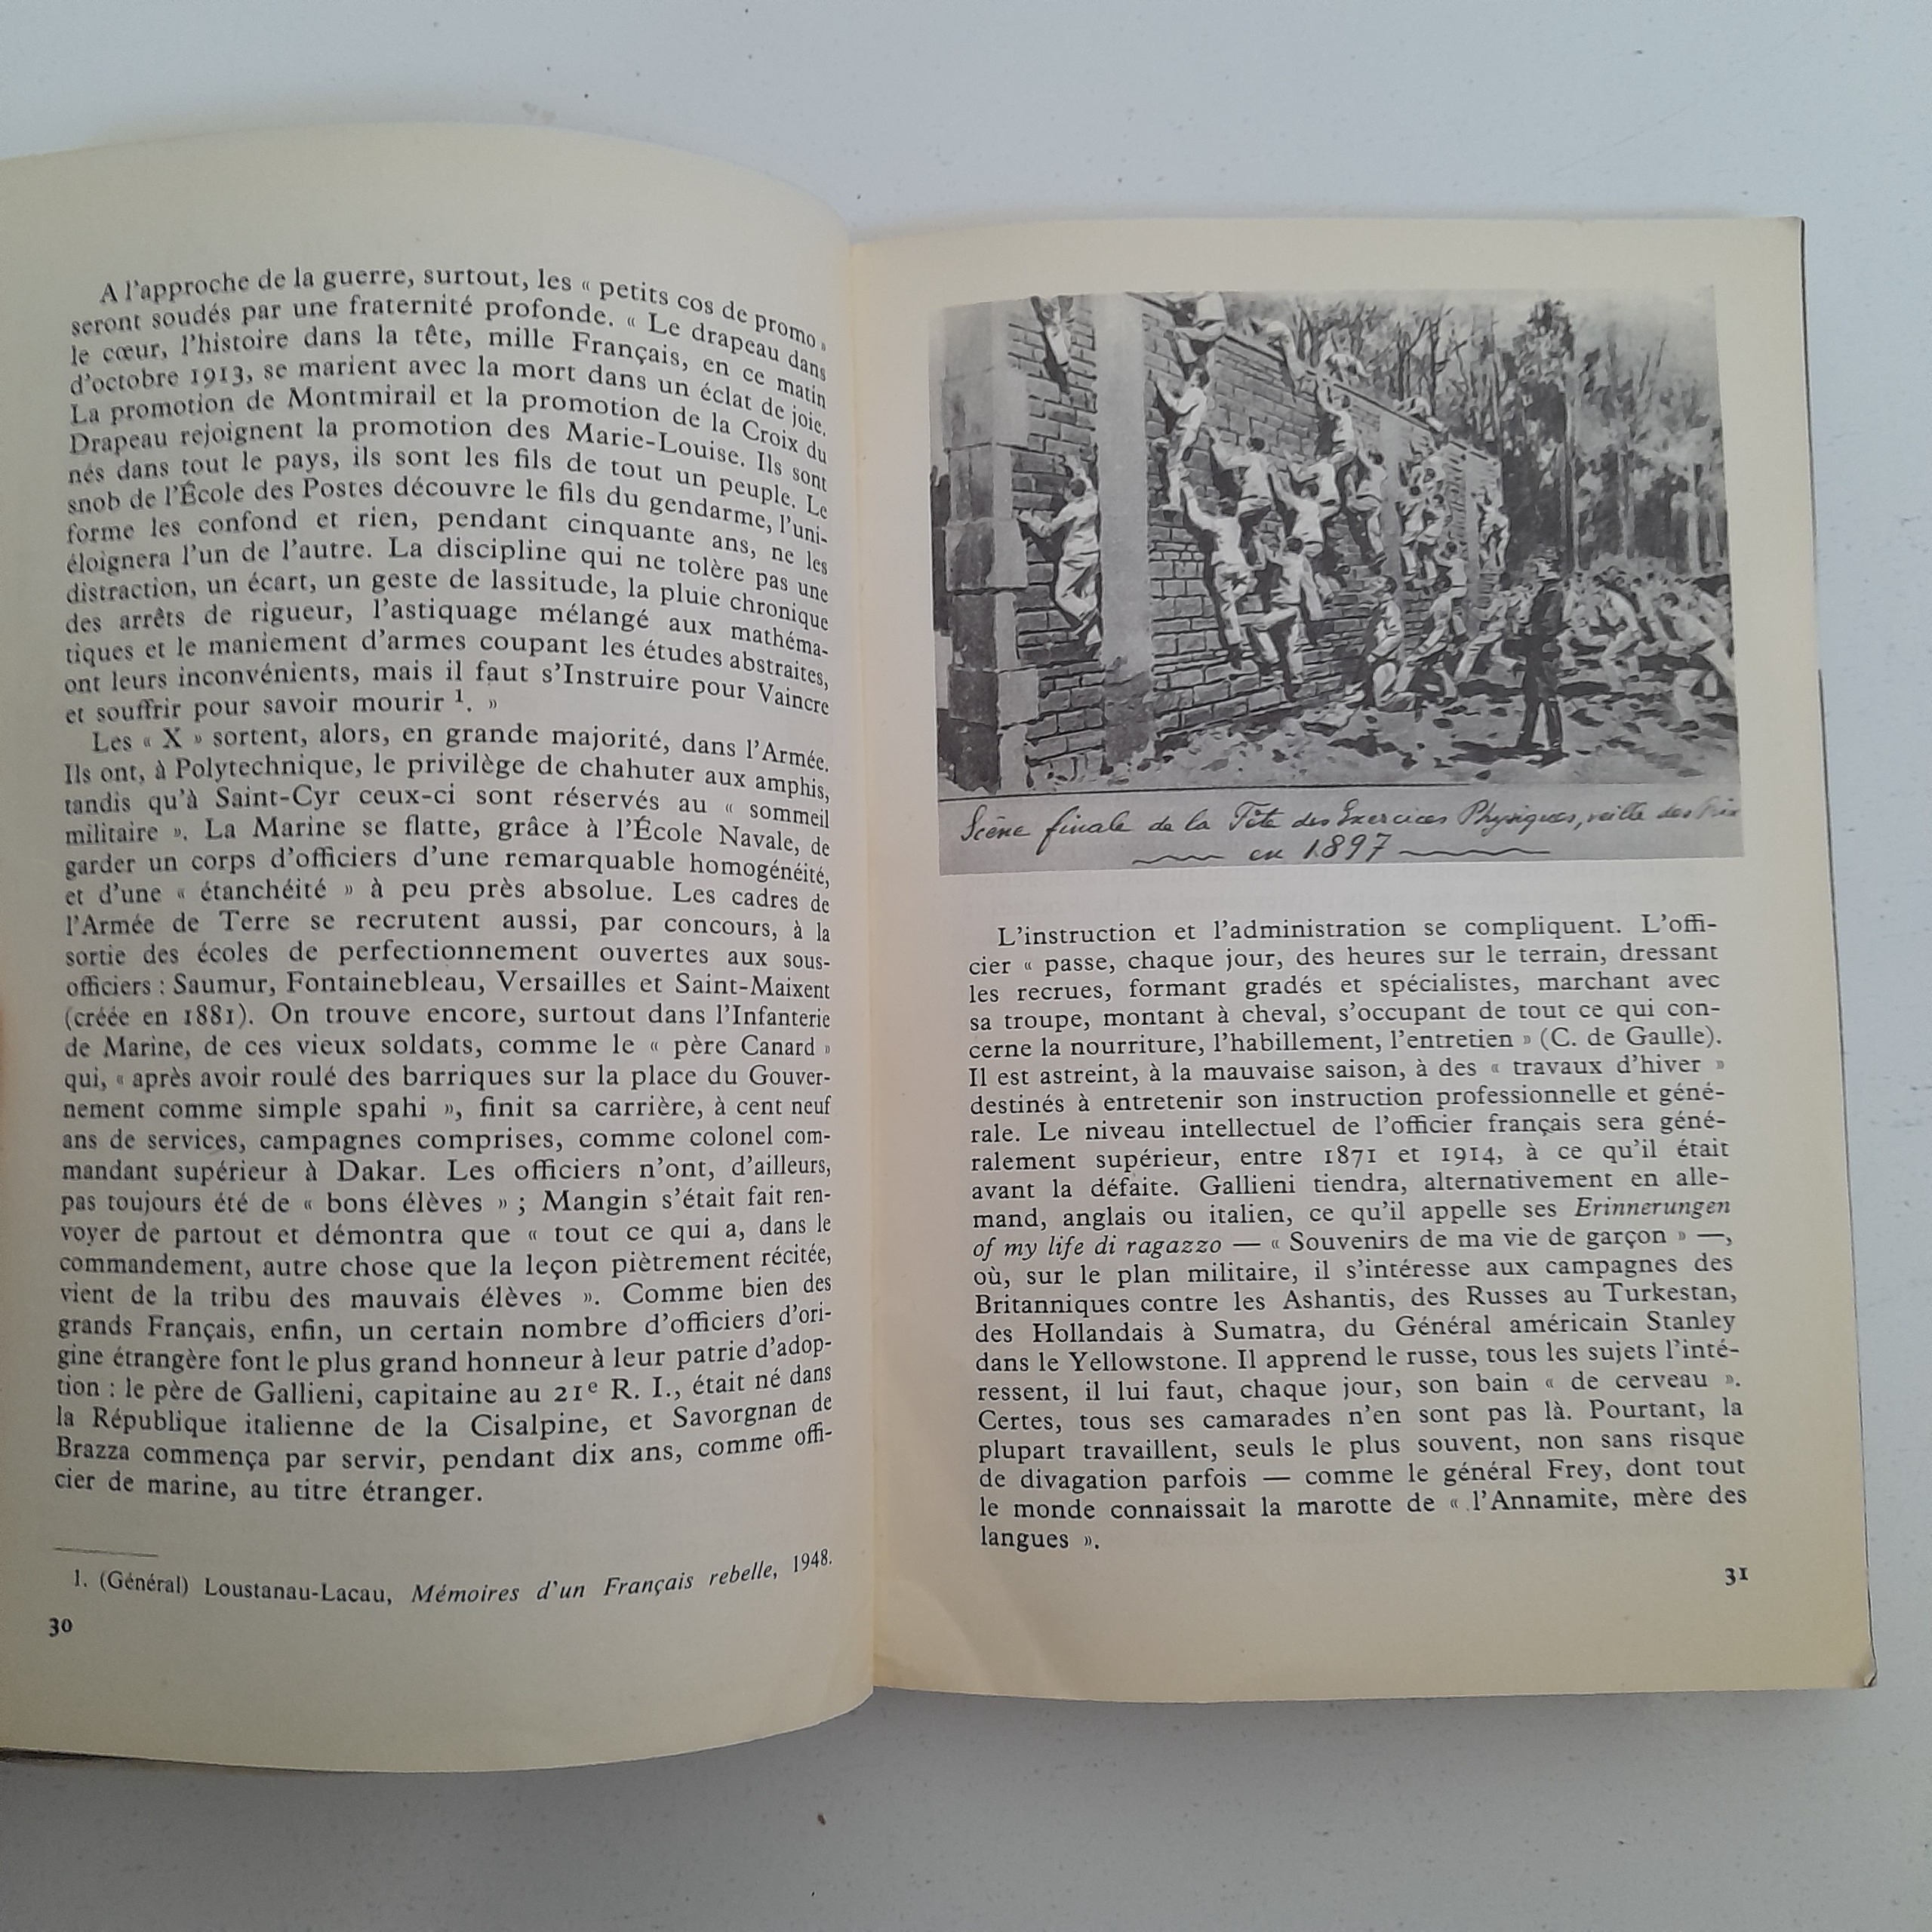 A l'approche de la guerre, surtout, les « petits cos de promo »
seront soudés par une fraternité profonde. « Le drapeau dans
le cœur, l'histoire dans la tête, mille Français, en ce matin
d'octobre 1913, se marient avec la mort dans un éclat de joie.
La promotion de Montmirail et la promotion de la Croix du
Drapeau rejoignent la promotion des Marie-Louise. Ils sont
nés dans tout le pays, ils sont les fils de tout un peuple. Le
snob de l'École des Postes découvre le fils du gendarme, l'uni-
forme les confond et rien, pendant cinquante ans, ne les
éloignera l'un de l'autre. La discipline qui ne tolère pas une
distraction, un écart, un geste de lassitude, la pluie chronique
des arrêts de rigueur, l'astiquage mélangé aux mathéma-
tiques et le maniement d'armes coupant les études abstraites,
ont leurs inconvénients, mais il faut s'Instruire pour Vaincre
et souffrir pour savoir mourir 1. »
Les « X » sortent, alors, en grande majorité, dans l'Armée.
Ils ont, à Polytechnique, le privilège de chahuter aux amphis,
tandis qu'à Saint-Cyr ceux-ci sont réservés au « sommeil
militaire ». La Marine se flatte, grâce à l'École Navale, de
garder un corps d'officiers d'une remarquable homogénéité,
et d'une « étanchéité » à peu près absolue. Les cadres de
l'Armée de Terre se recrutent aussi, par concours, à la
sortie des écoles de perfectionnement ouvertes aux sous-
officiers : Saumur, Fontainebleau, Versailles et Saint-Maixent
(créée en 1881). On trouve encore, surtout dans l'Infanterie
de Marine, de ces vieux soldats, comme le « père Canard »
qui, « après avoir roulé des barriques sur la place du Gouver-
nement comme simple spahi », finit sa carrière, à cent neuf
ans de services, campagnes comprises, comme colonel com-
mandant supérieur à Dakar. Les officiers n'ont, d'ailleurs,
pas toujours été de « bons élèves » ; Mangin s'était fait ren-
voyer de partout et démontra que « tout ce qui a, dans le
commandement, autre chose que la leçon piètrement récitée,
vient de la tribu des mauvais élèves ». Comme bien des
grands Français, enfin, un certain nombre d'officiers d'ori-
gine étrangère font le plus grand honneur à leur patrie d'adop-
tion : le père de Gallieni, capitaine au 21e R. I., était né dans
la République italienne de la Cisalpine, et Savorgnan de
Brazza commença par servir, pendant dix ans, comme offi-
cier de marine, au titre étranger.
1. (Général) Loustanau-Lacau, Mémoires d'un Français rebelle, 1948.
30
Scène finale de la Fête des Exercices Physiques, veille des Prix
en 1897
L'instruction et l'administration se compliquent. L'offi-
cier « passe, chaque jour, des heures sur le terrain, dressant
les recrues, formant gradés et spécialistes, marchant avec
sa troupe, montant à cheval, s'occupant de tout ce qui con-
cerne la nourriture, l'habillement, l'entretien » (C. de Gaulle).
Il est astreint, à la mauvaise saison, à des « travaux d'hiver »
destinés à entretenir son instruction professionnelle et géné-
rale. Le niveau intellectuel de l'officier français sera géné-
ralement supérieur, entre 1871 et 1914, à ce qu'il était
avant la défaite. Gallieni tiendra, alternativement en alle-
mand, anglais ou italien, ce qu'il appelle ses Erinnerungen
of my life di ragazzo — « Souvenirs de ma vie de garçon » —,
où, sur le plan militaire, il s'intéresse aux campagnes des
Britanniques contre les Ashantis, des Russes au Turkestan,
des Hollandais à Sumatra, du Général américain Stanley
dans le Yellowstone. Il apprend le russe, tous les sujets l'inté-
ressent, il lui faut, chaque jour, son bain « de cerveau ».
Certes, tous ses camarades n'en sont pas là. Pourtant, la
plupart travaillent, seuls le plus souvent, non sans risque
de divagation parfois — comme le général Frey, dont tout
le monde connaissait la marotte de « l'Annamite, mère des
langues ».
31